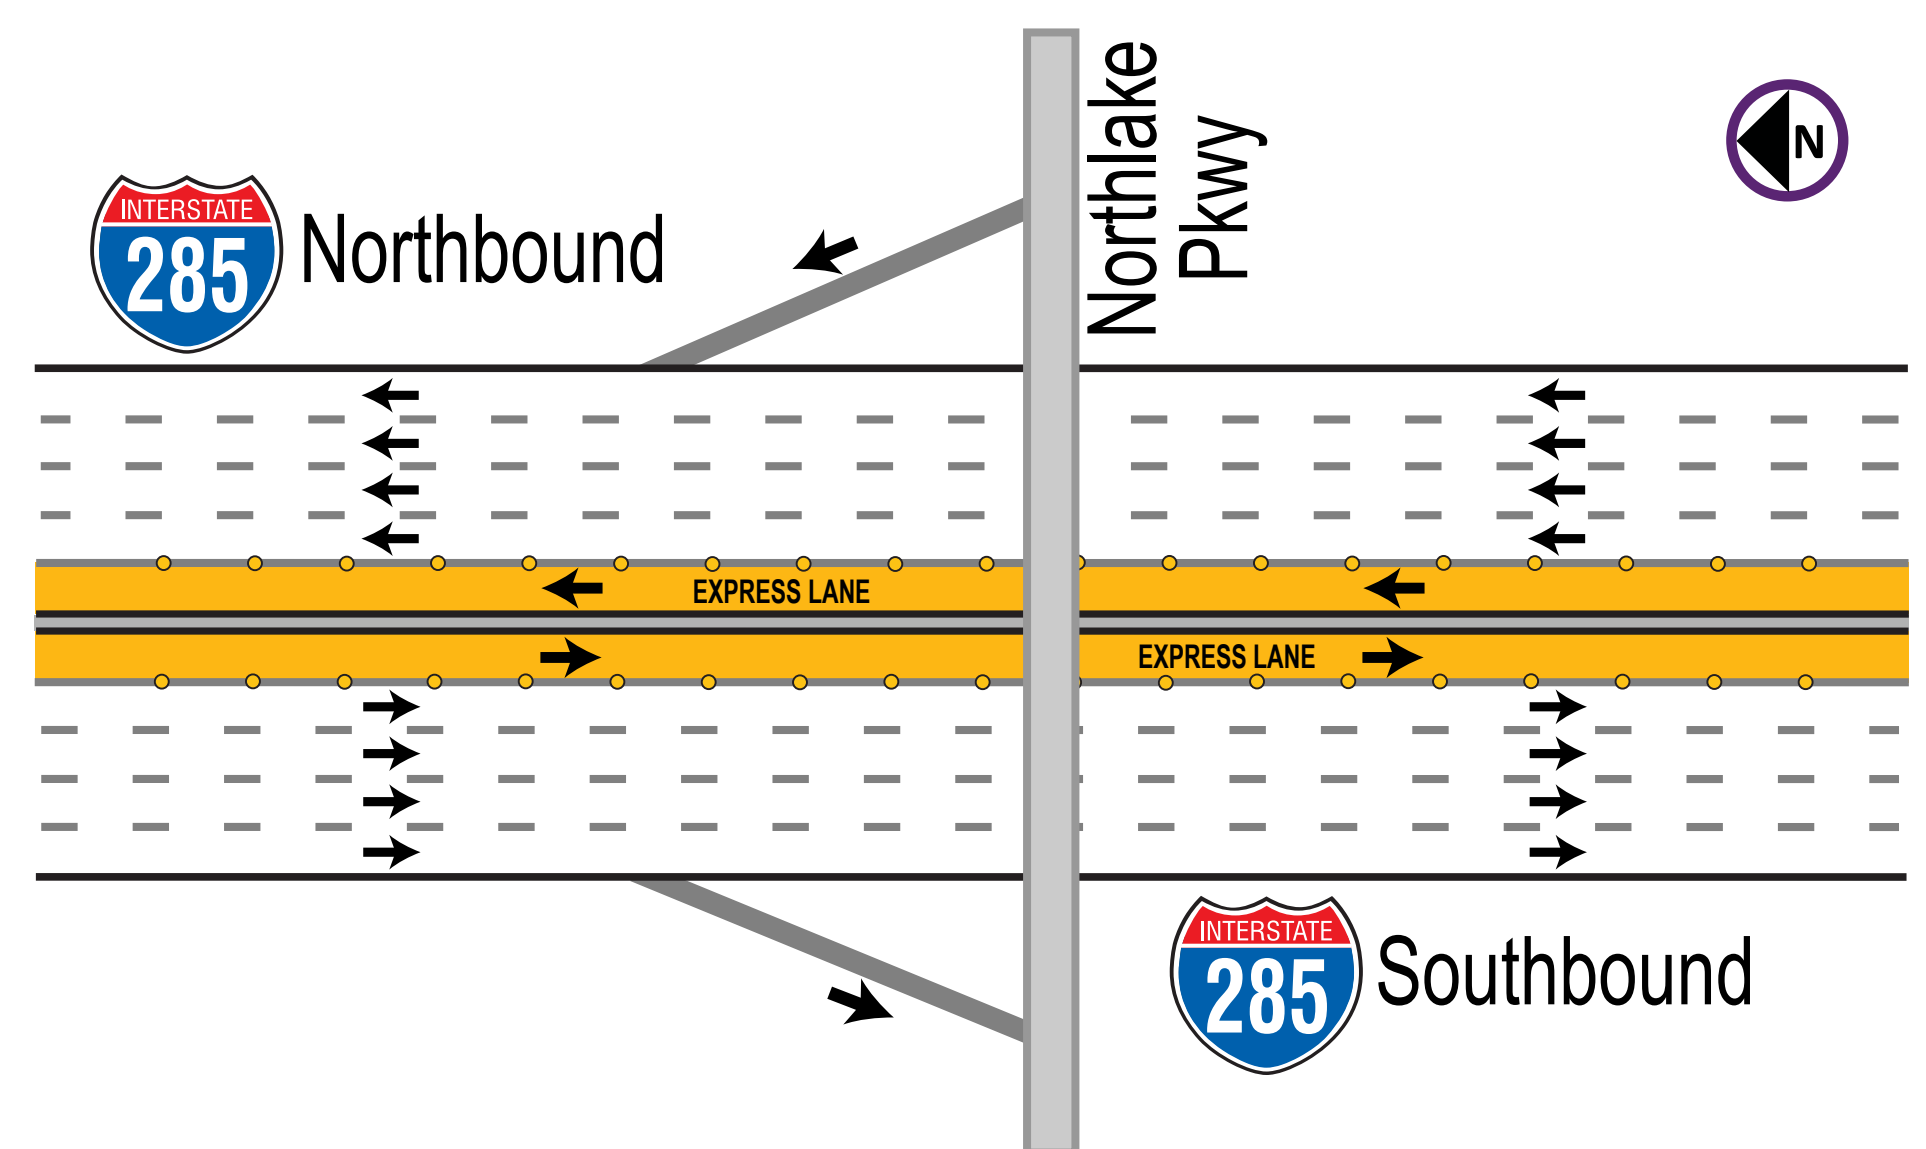 Northlake
Pkwy
N
INTERSTATE
285
Northbound
EXPRESS LANE
EXPRESS LANE
INTERSTATE
285
Southbound